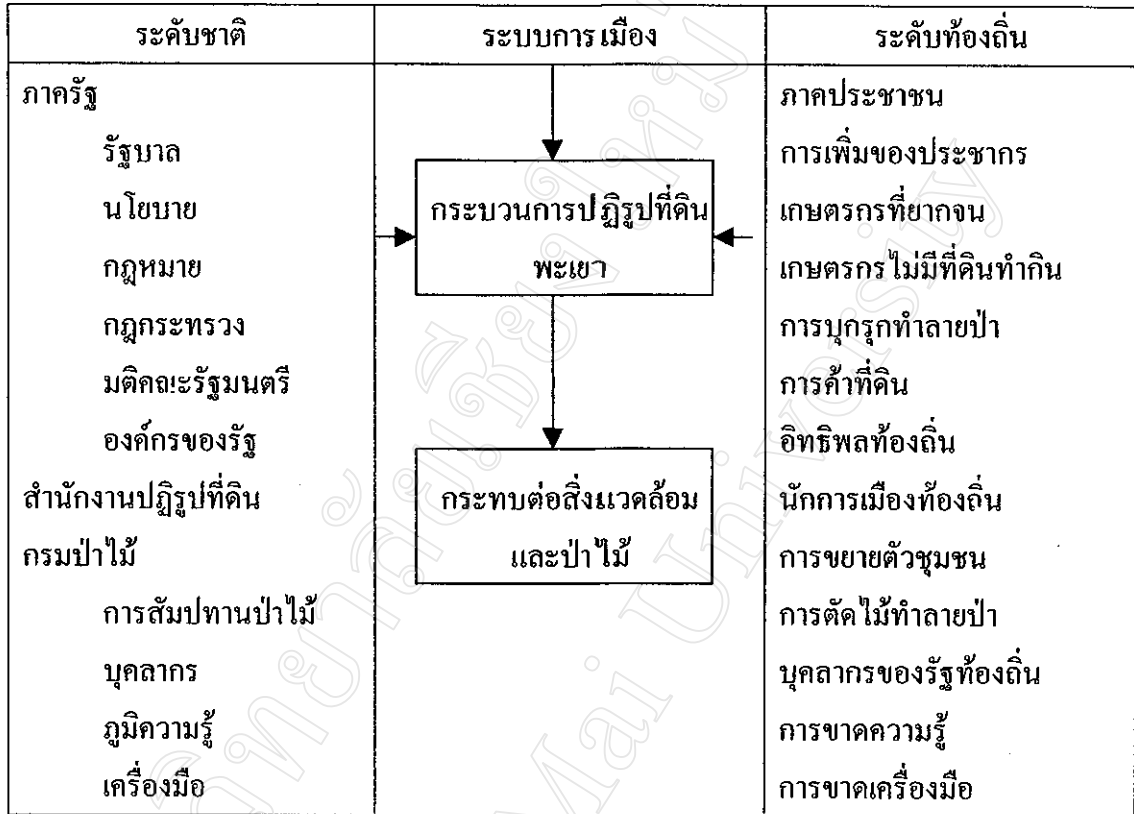 ระดับชาติ
ระบบการเมือง
ระดับท้องถิ่น
ภาครัฐ
รัฐบาล
นโยบาย
กฎหมาย
กฎกระทรวง
มติคณะรัฐมนตรี
องค์กรของรัฐ
สำนักงานปฏิรูปที่ดิน
กรมป่าไม้
การสัมปทานป่าไม้
บุคลากร
ภูมิความรู้
เครื่องมือ
กระบวนการปฏิรูปที่ดิน
พะเยา
กระทบต่อสิ่งแวดล้อม
และป่าไม้
ภาคประชาชน
การเพิ่มของประชากร
เกษตรกรที่ยากจน
เกษตรกรไม่มีที่ดินทำกิน
การบุกรุกทำลายป่า
การค้าที่ดิน
อิทธิพลท้องถิ่น
นักการเมืองท้องถิ่น
การขยายตัวชุมชน
การตัดไม้ทำลายป่า
บุคลากรของรัฐท้องถิ่น
การขาดความรู้
การขาดเครื่องมือ
Mai University